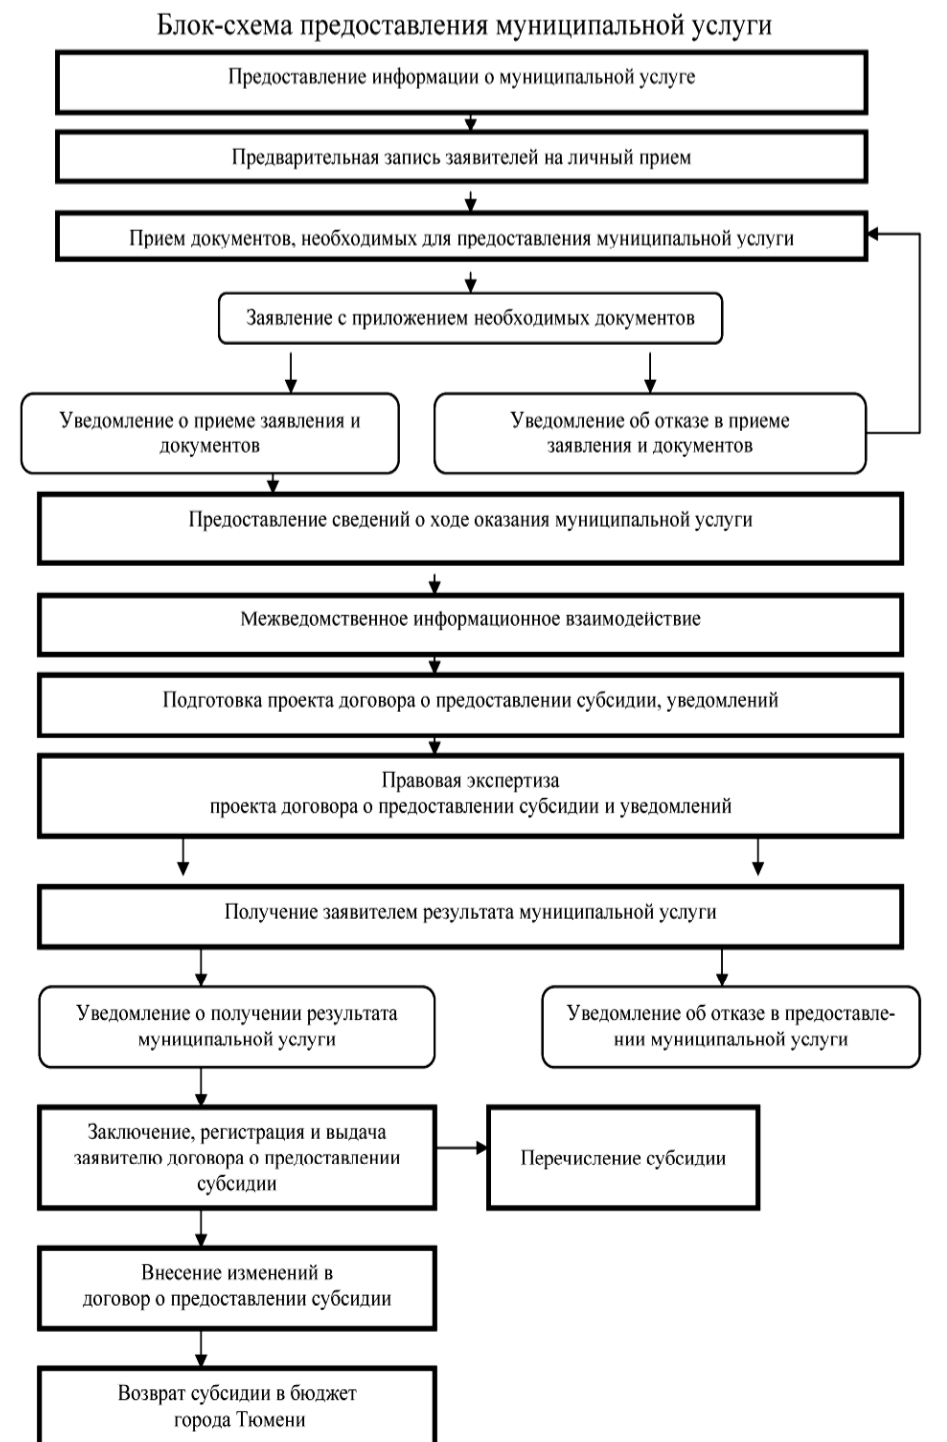 Блок-схема предоставления муниципальной услуги
Предоставление информации о муниципальной услуге
Предварительная запись заявителей на личный прием
Прием документов, необходимых для предоставления муниципальной услуги
Заявление с приложением необходимых документов
Уведомление о приеме заявления и
документов
Уведомление об отказе в приеме
заявления и документов
Предоставление сведений о ходе оказания муниципальной услуги
Межведомственное информационное взаимодействие
Подготовка проекта договора о предоставлении субсидии, уведомлений
Правовая экспертиза
проекта договора о предоставлении субсидии и уведомлений
Получение заявителем результата муниципальной услуги
Уведомление о получении результата
муниципальной услуги
Уведомление об отказе в предоставле-
нии муниципальной услуги
Заключение, регистрация и выдача
заявителю договора о предоставлении
субсидии
Перечисление субсидии
Внесение изменений в
договор о предоставлении субсидии
Возврат субсидии в бюджет
города Тюмени